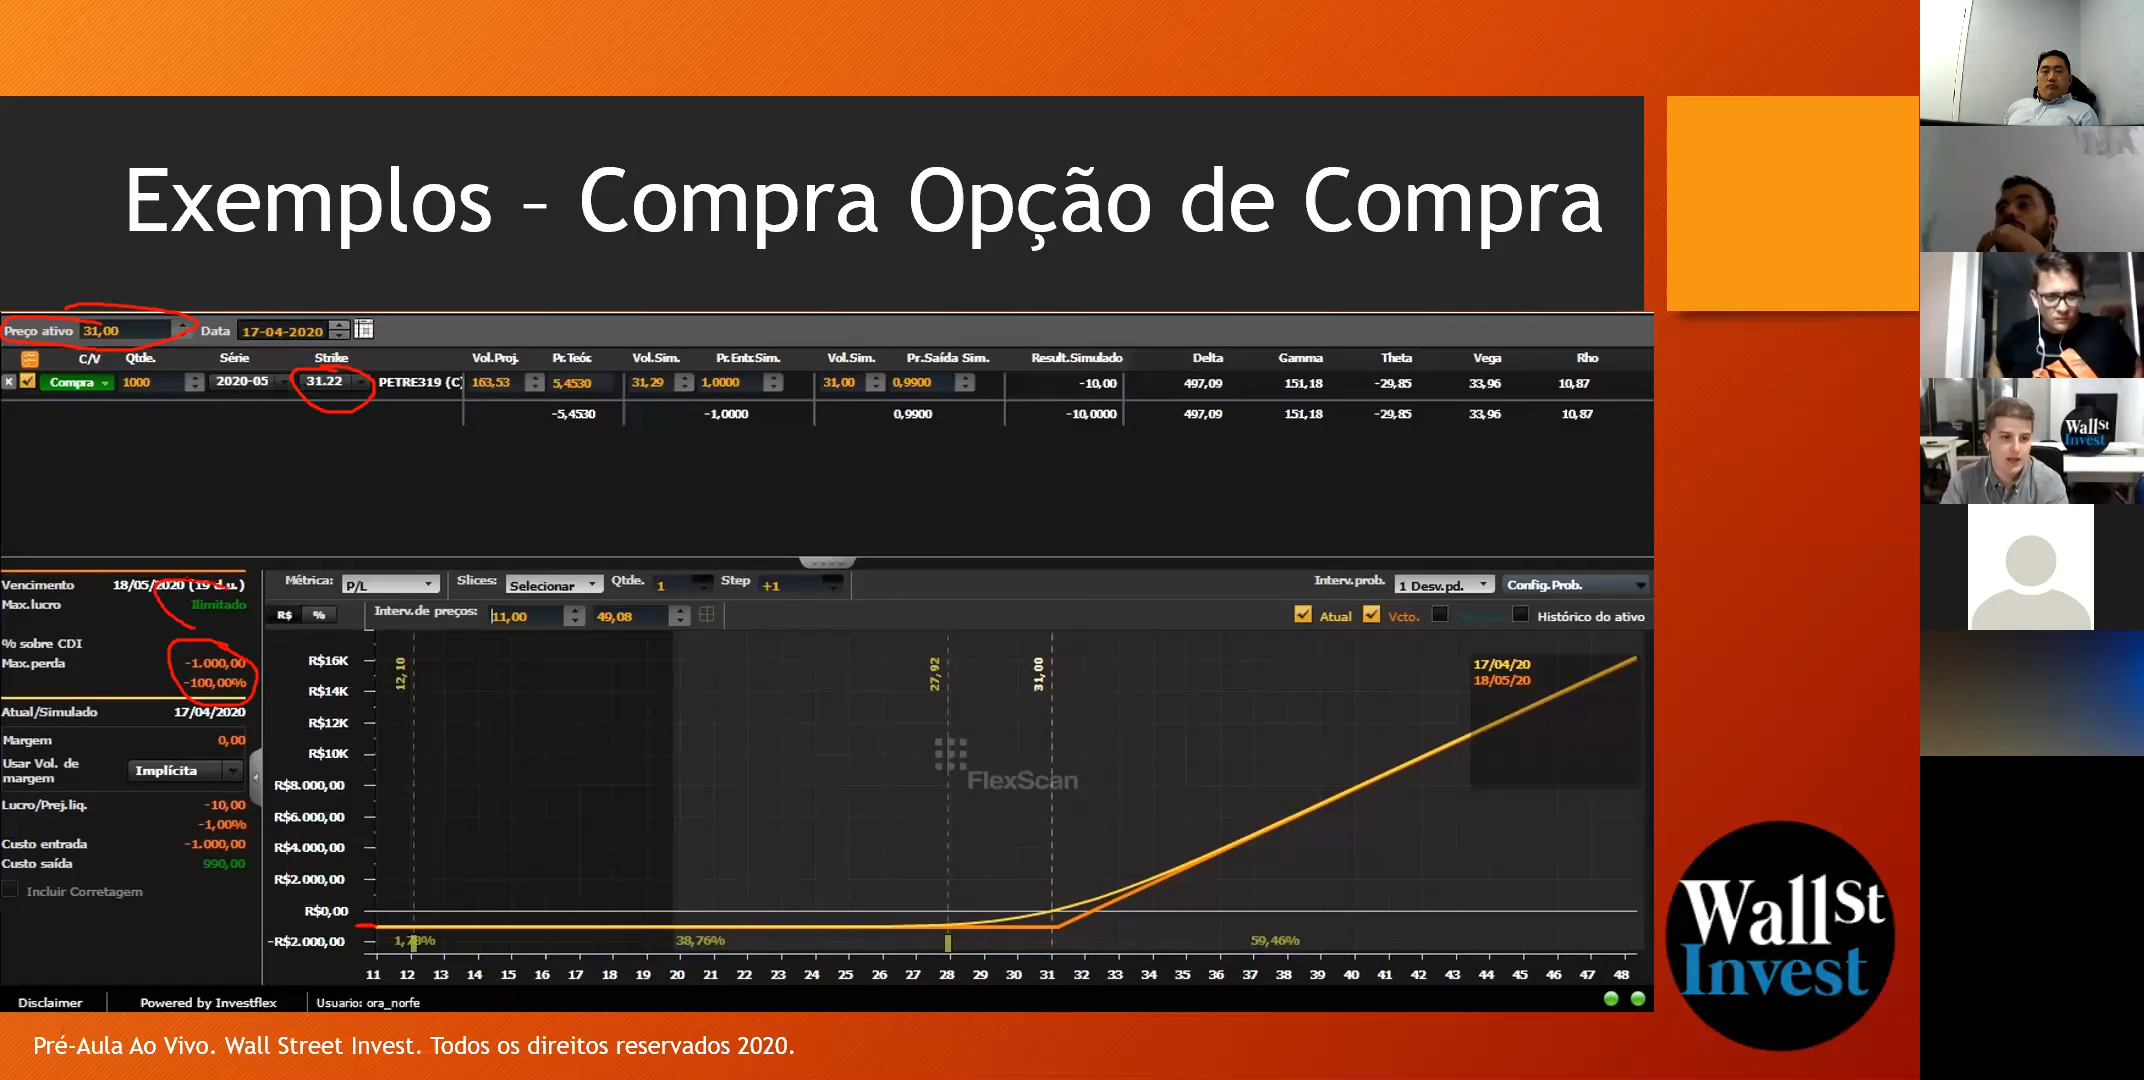 Exemplos – Compra Opção de Compra
Preço ativo 31,00 Data 17-04-2020
C/V Qtde. Série Strike Vol.Proj. Pr.Teór. Vol.Sim. Pr.Entr.Sim. Vol.Sim. Pr.Saída Sim. Result.Simulado Delta Gamma Theta Vega Rho
x Compra 1000 2020-05 31.22 PETRE319 (C) 163,53 5,4530 31,29 1,0000 31,00 0,9900 -10,00 497,09 151,18 -29,85 33,96 10,87
-5,4530 -1,0000 0,9900 -10,0000 497,09 151,18 -29,85 33,96 10,87
Vencimento 18/05/2020 (19 d.u.)
Max.lucro Ilimitado
% sobre CDI
Max.perda -1.000,00
-100,00%
Atual/Simulado 17/04/2020
Margem 0,00
Usar Vol. de margem Implícita
Lucro/Prej.liq. -10,00
-1,00%
Custo entrada -1.000,00
Custo saída 990,00
Incluir Corretagem
Métrica: P/L Slices: Selecionar Qtde. 1 Step +1 Interv.prob. 1 Desv.pd. Config.Prob.
R$ % Interv.de preços: 11,00 49,08 Atual Vcto. Histórico do ativo
R$16K
R$14K
R$12K
R$10K
R$8.000,00
R$6.000,00
R$4.000,00
R$2.000,00
R$0,00
-R$2.000,00
12,10 27,92 31,00
17/04/20
18/05/20
FlexScan
1,78% 38,76% 59,46%
11 12 13 14 15 16 17 18 19 20 21 22 23 24 25 26 27 28 29 30 31 32 33 34 35 36 37 38 39 40 41 42 43 44 45 46 47 48
Disclaimer Powered by Investflex Usuario: ora_norfe
Pré-Aula Ao Vivo. Wall Street Invest. Todos os direitos reservados 2020.
WallSt
Invest
WallSt
Invest